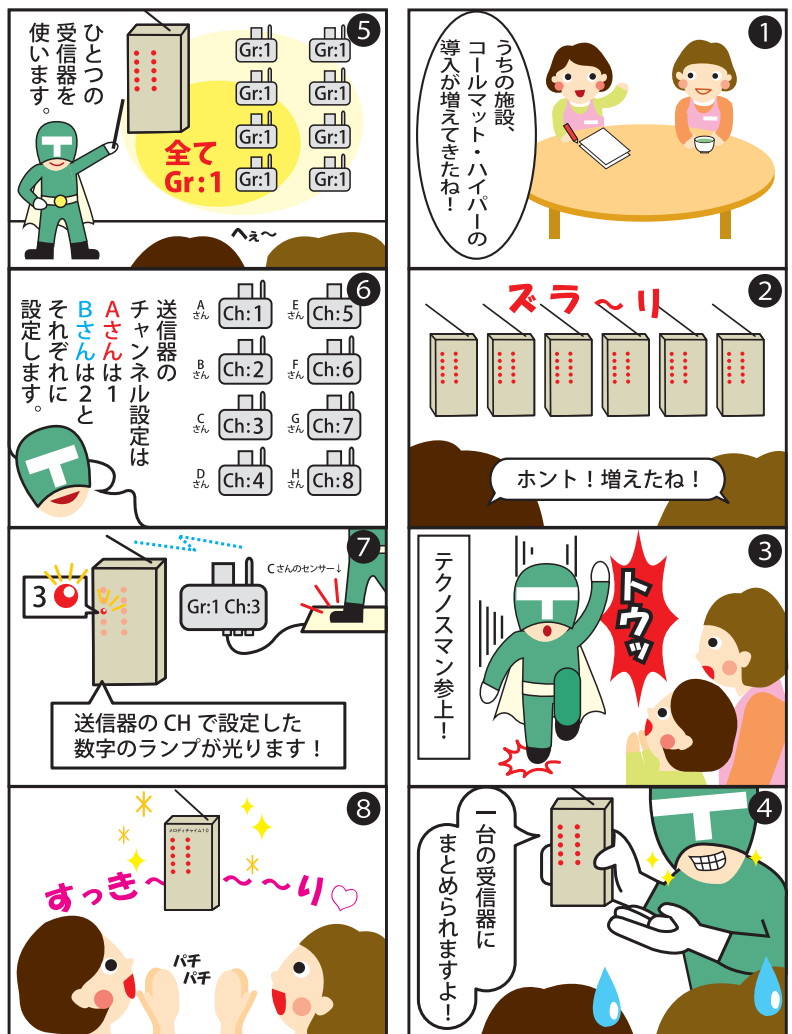 1
うちの施設、
コールマット・ハイパーの
導入が増えてきたね！
2
ズラ〜リ
ホント！増えたね！
3
テクノスマン参上！
トウッ
4
T
一台の受信器に
まとめられますよ！
5
ひとつの
受信器を
使います。
T
Gr:1 Gr:1
Gr:1 Gr:1
Gr:1 Gr:1
Gr:1 Gr:1
全て
Gr:1
へぇ〜
6
送信器の
チャンネル設定は
Aさんは1
Bさんは2と
それぞれに
設定します。
T
Aさん Ch:1 Eさん Ch:5
Bさん Ch:2 Fさん Ch:6
Cさん Ch:3 Gさん Ch:7
Dさん Ch:4 Hさん Ch:8
7
Cさんのセンサー↓
3
Gr:1 Ch:3
送信器の CH で設定した
数字のランプが光ります！
8
メロディチャイム10
すっき〜〜〜〜り♡
パチ
パチ